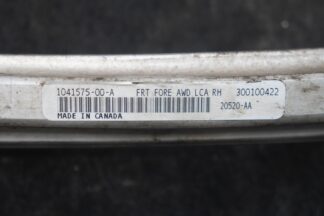 1041575-00-A FRT FORE AWD LCA RH 300100422
20520-AA
MADE IN CANADA